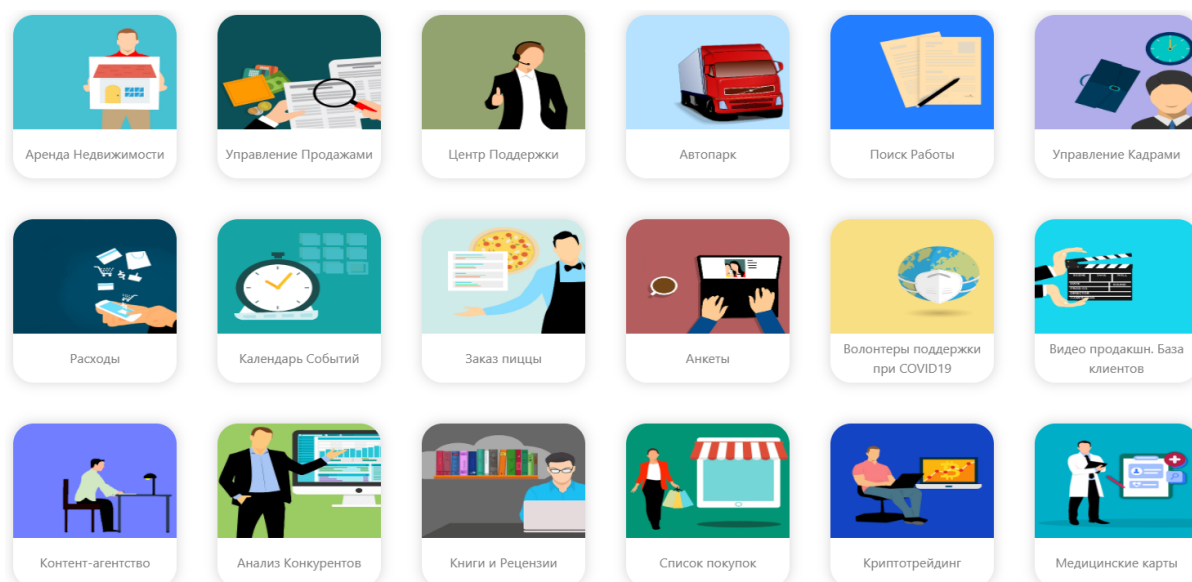 Аренда Недвижимости
Управление Продажами
Центр Поддержки
Автопарк
Поиск Работы
Управление Кадрами
Расходы
Календарь Событий
Заказ пиццы
Анкеты
Волонтеры поддержки
при COVID19
Видео продакшн. База
клиентов
Контент-агентство
Анализ Конкурентов
Книги и Рецензии
Список покупок
Криптотрейдинг
Медицинские карты